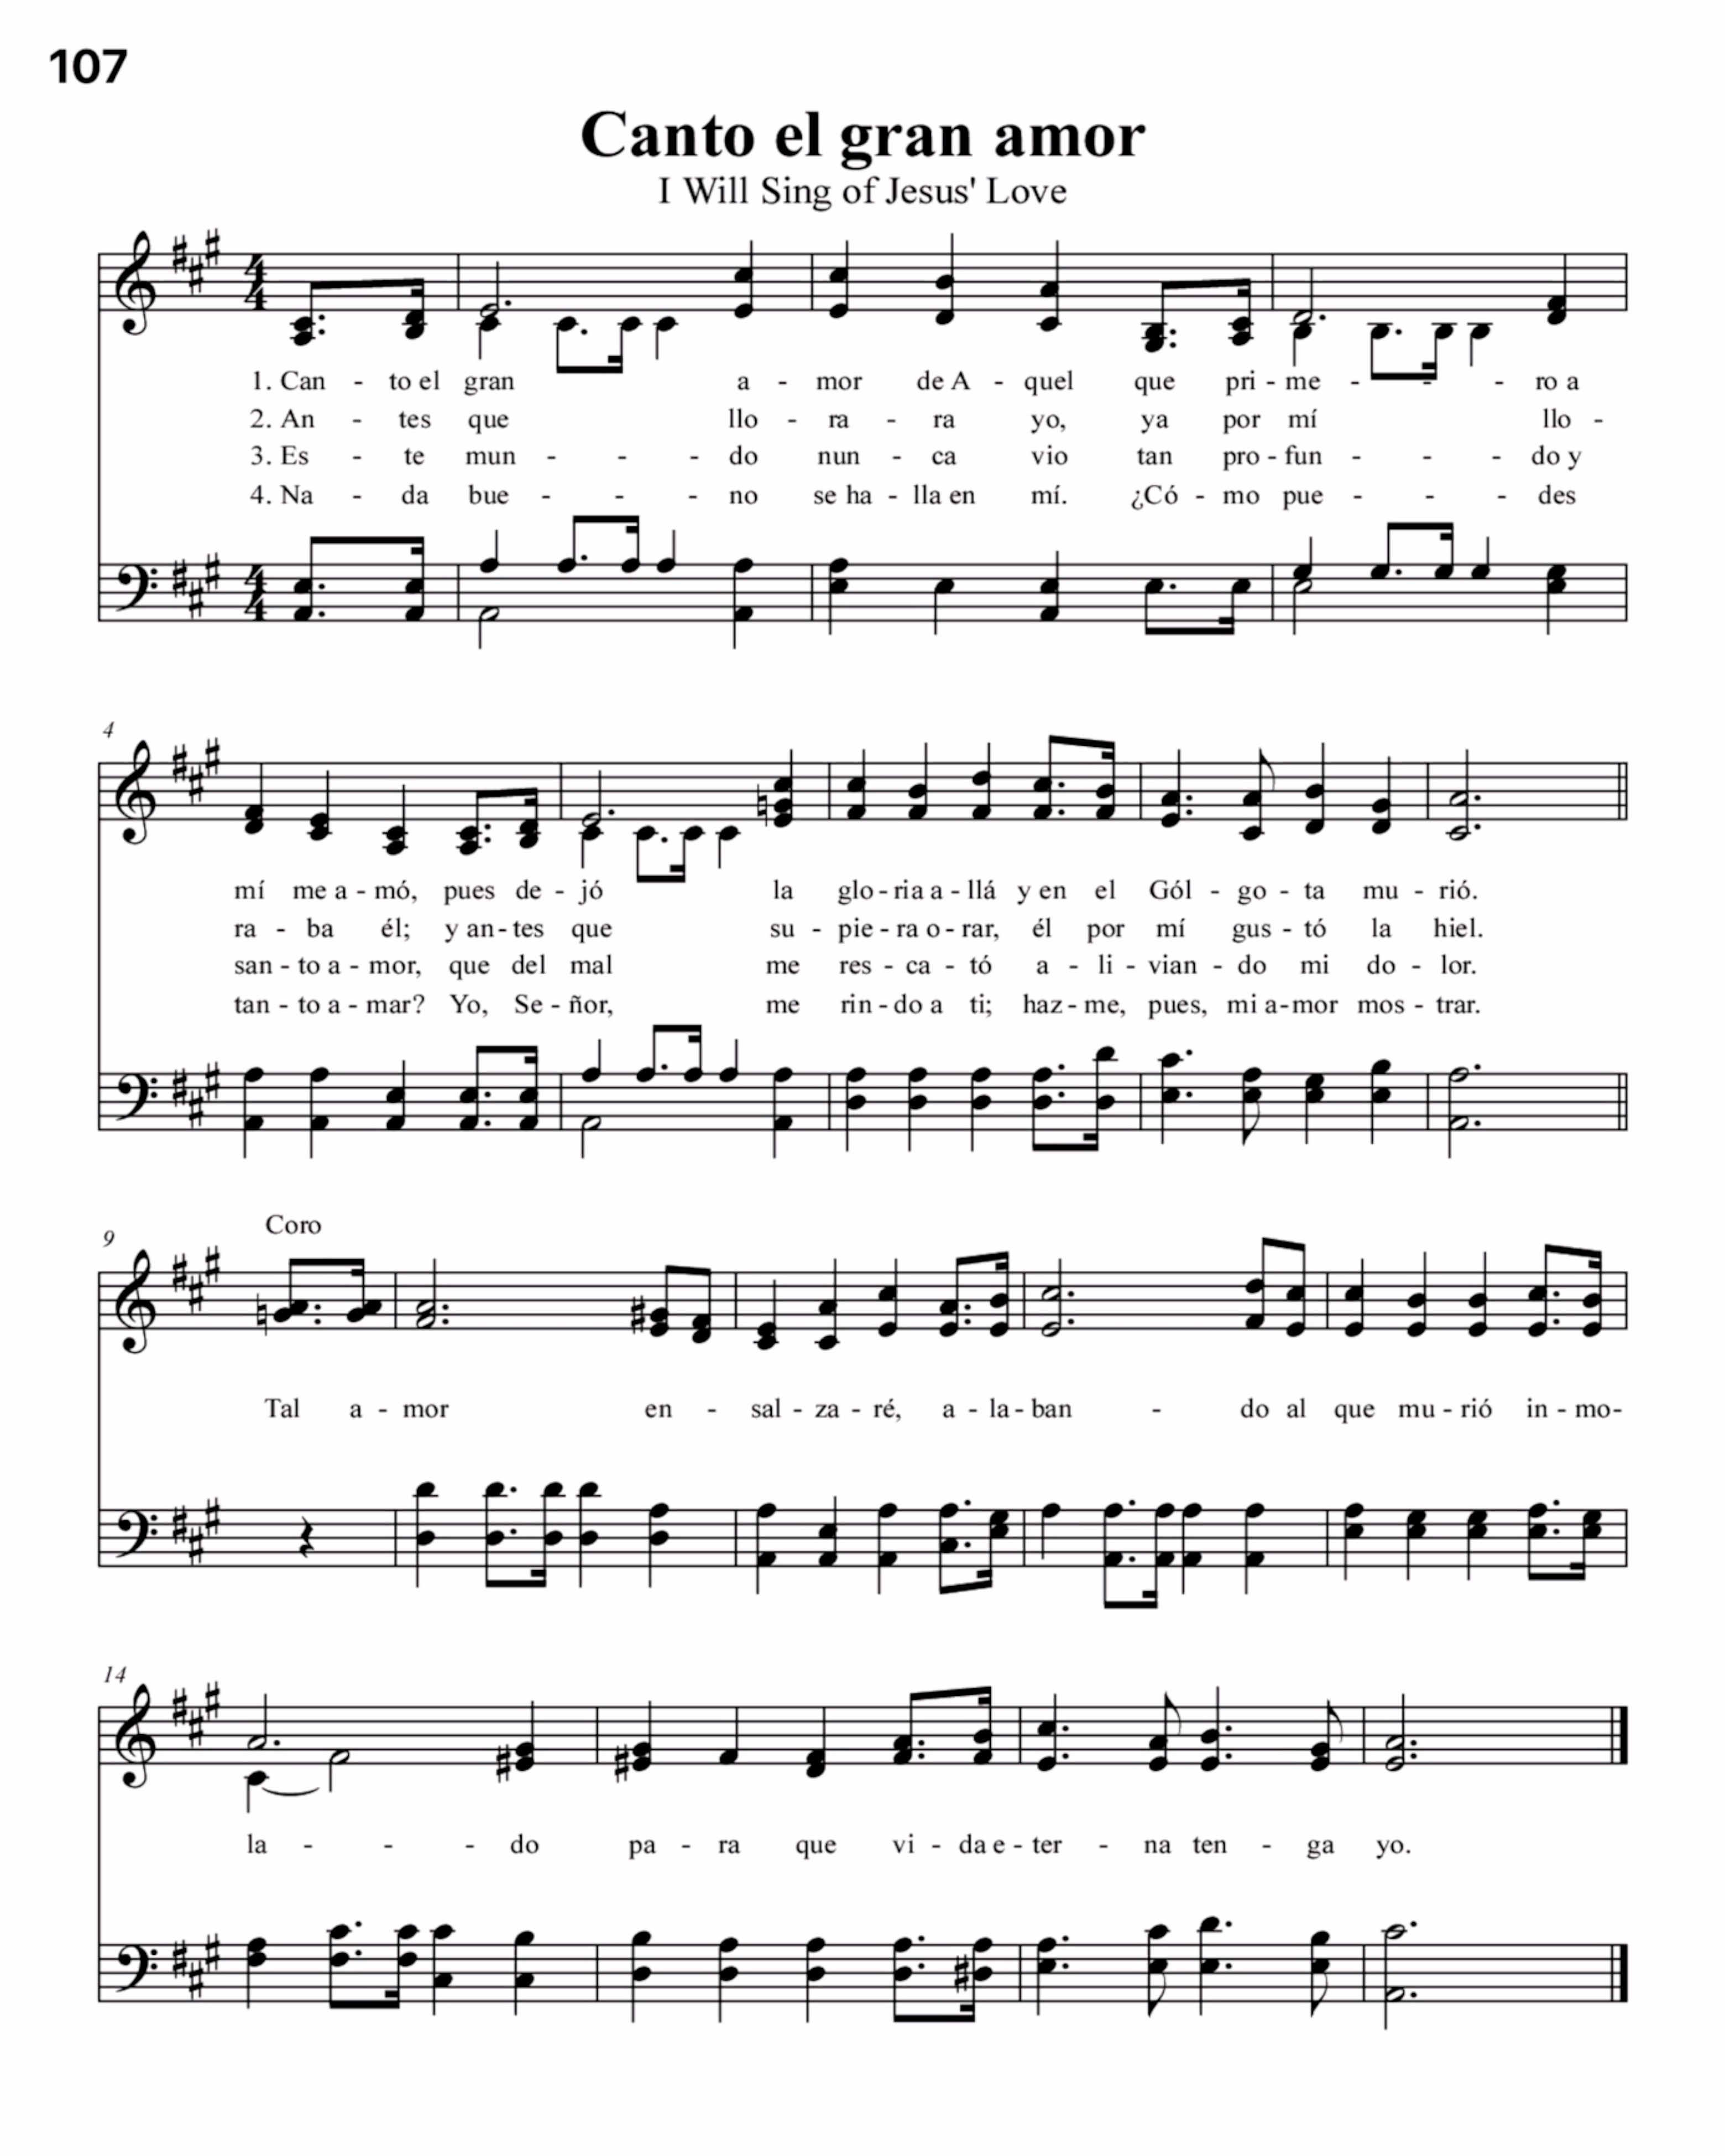 107
Canto el gran amor
I Will Sing of Jesus' Love
1. Can - to el gran a - mor de A - quel que pri - me - - - ro a
2. An - tes que llo - ra - ra yo, ya por mí llo -
3. Es - te mun - - - do nun - ca vio tan pro - fun - - - do y
4. Na - da bue - - - no se ha - lla en mí. ¿Có - mo pue - - - des
4
mí me a - mó, pues de - jó la glo - ria a - llá y en el Gól - go - ta mu - rió.
ra - ba él; y an - tes que su - pie - ra o - rar, él por mí gus - tó la hiel.
san - to a - mor, que del mal me res - ca - tó a - li - vian - do mi do - lor.
tan - to a - mar? Yo, Se - ñor, me rin - do a ti; haz - me, pues, mi a - mor mos - trar.
9
Coro
Tal a - mor en - sal - za - ré, a - la - ban - do al que mu - rió in - mo -
14
la - - - do pa - ra que vi - da e - ter - na ten - ga yo.